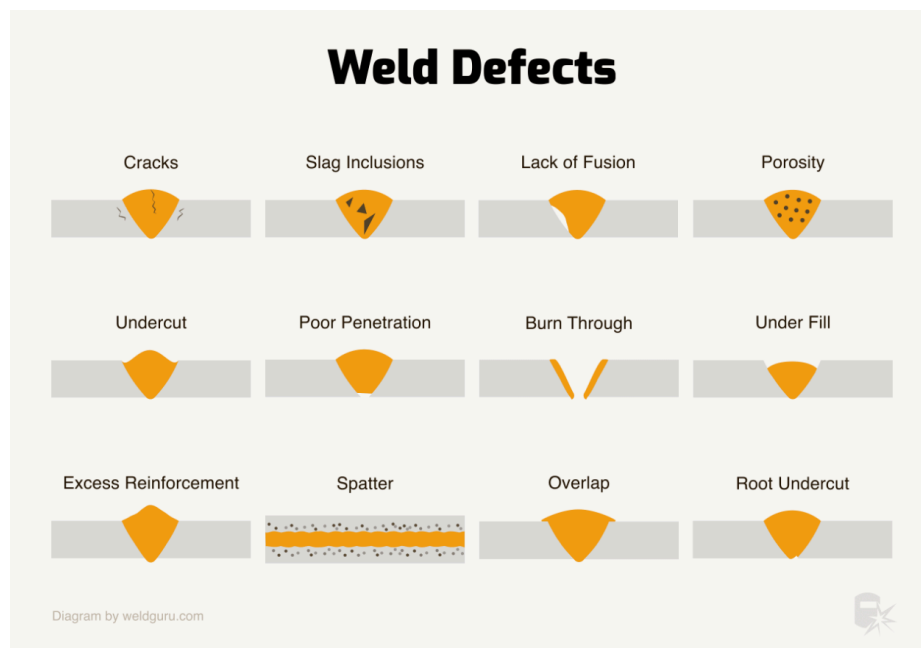 Weld Defects
Cracks
Slag Inclusions
Lack of Fusion
Porosity
Undercut
Poor Penetration
Burn Through
Under Fill
Excess Reinforcement
Spatter
Overlap
Root Undercut
Diagram by weldguru.com